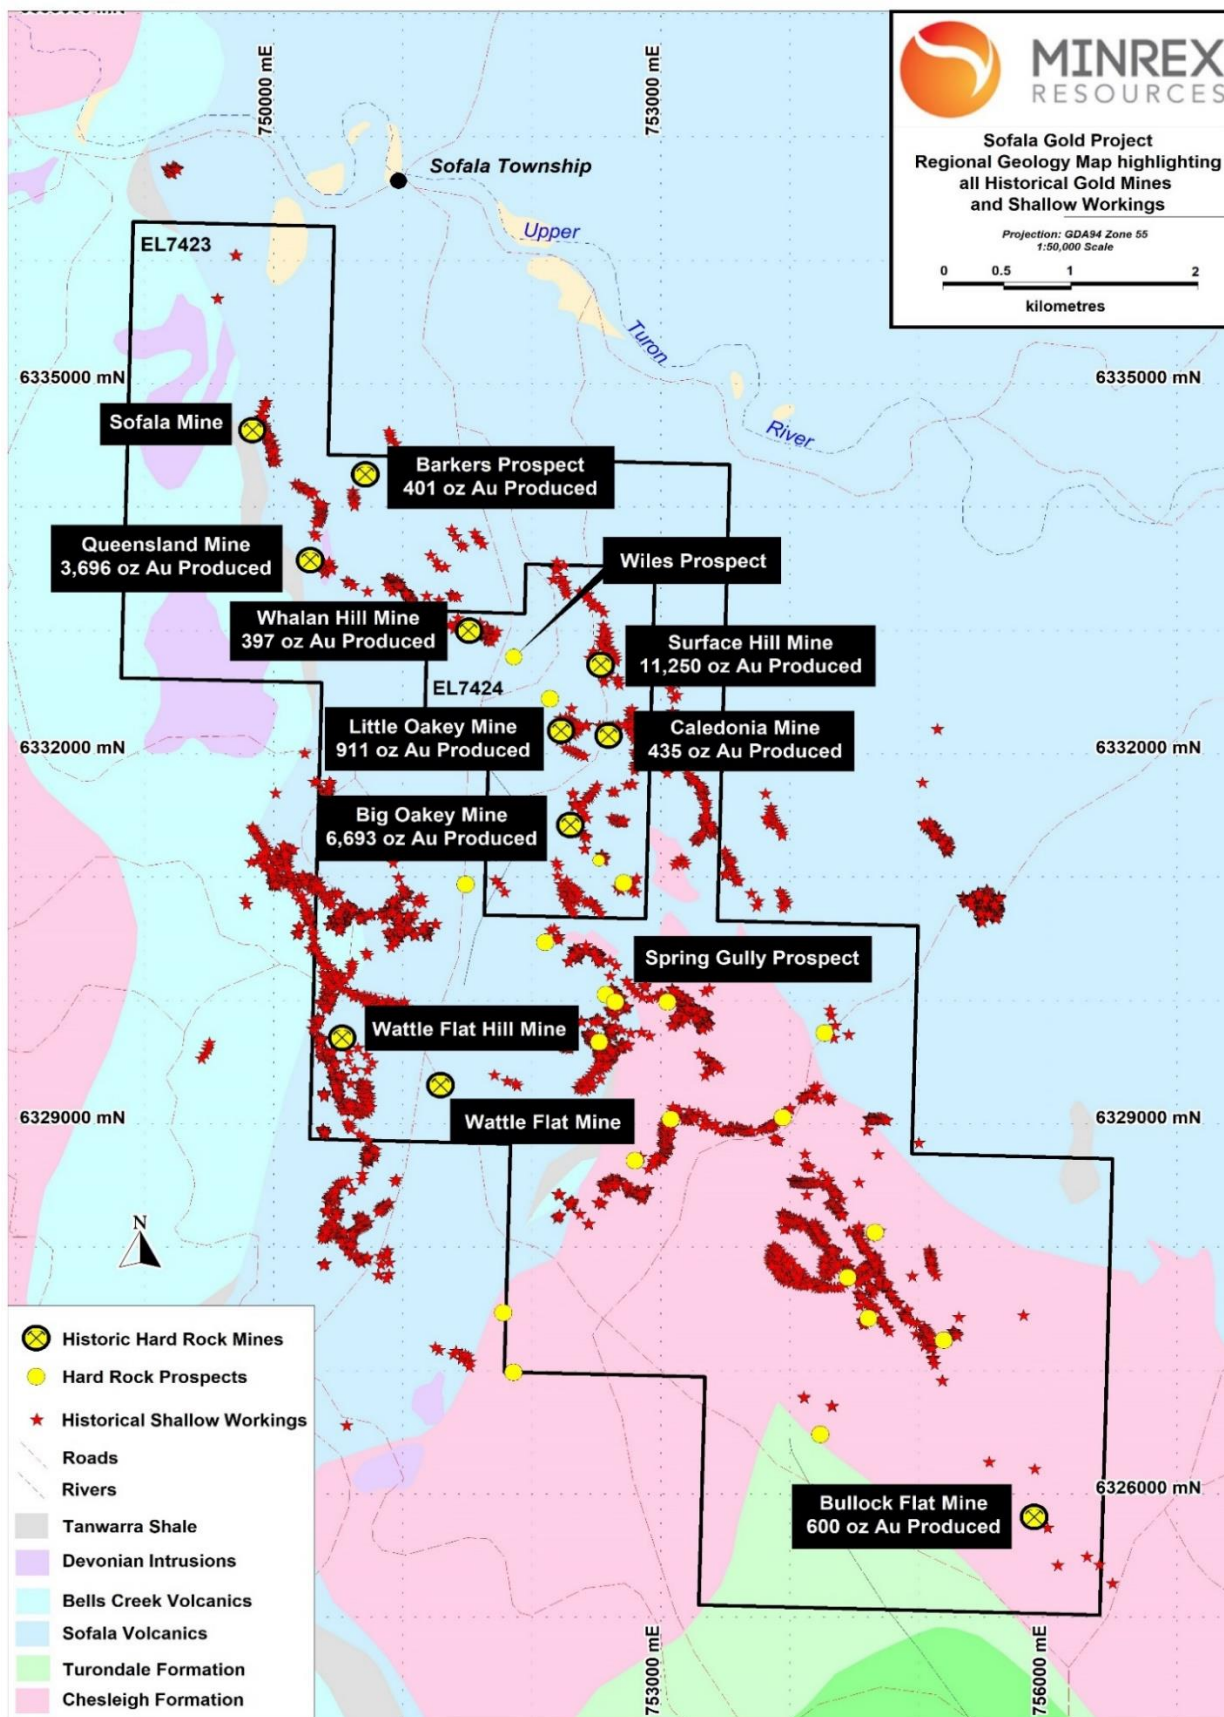 750000 mE
753000 mE
MINREX
RESOURCES
Sofala Gold Project
Regional Geology Map highlighting
all Historical Gold Mines
and Shallow Workings
Projection: GDA94 Zone 55
1:50,000 Scale
0 0.5 1 2
kilometres
Sofala Township
Upper
Turon
River
EL7423
6335000 mN
6335000 mN
Sofala Mine
Barkers Prospect
401 oz Au Produced
Queensland Mine
3,696 oz Au Produced
Wiles Prospect
Whalan Hill Mine
397 oz Au Produced
Surface Hill Mine
11,250 oz Au Produced
EL7424
Little Oakey Mine
911 oz Au Produced
Caledonia Mine
435 oz Au Produced
6332000 mN
6332000 mN
Big Oakey Mine
6,693 oz Au Produced
Spring Gully Prospect
Wattle Flat Hill Mine
6329000 mN
Wattle Flat Mine
6329000 mN
N
Historic Hard Rock Mines
Hard Rock Prospects
Historical Shallow Workings
Roads
Rivers
Tanwarra Shale
Devonian Intrusions
Bells Creek Volcanics
Sofala Volcanics
Turondale Formation
Chesleigh Formation
6326000 mN
Bullock Flat Mine
600 oz Au Produced
753000 mE
756000 mE